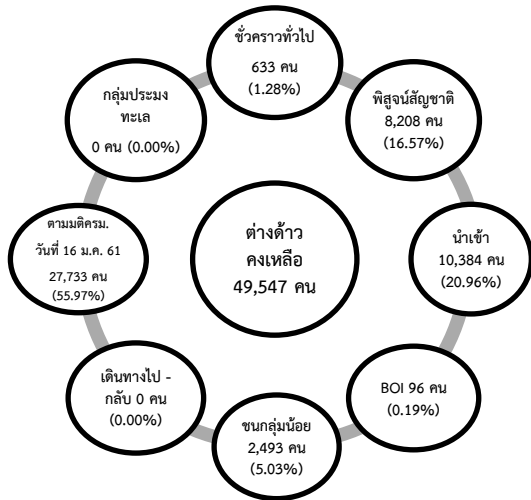 ชั่วคราวทั่วไป
633 คน
(1.28%)
พิสูจน์สัญชาติ
8,208 คน
(16.57%)
นำเข้า
10,384 คน
(20.96%)
BOI 96 คน
(0.19%)
ชนกลุ่มน้อย
2,493 คน
(5.03%)
เดินทางไป -
กลับ 0 คน
(0.00%)
ตามมติครม.
วันที่ 16 ม.ค. 61
27,733 คน
(55.97%)
กลุ่มประมง
ทะเล
0 คน (0.00%)
ต่างด้าว
คงเหลือ
49,547 คน